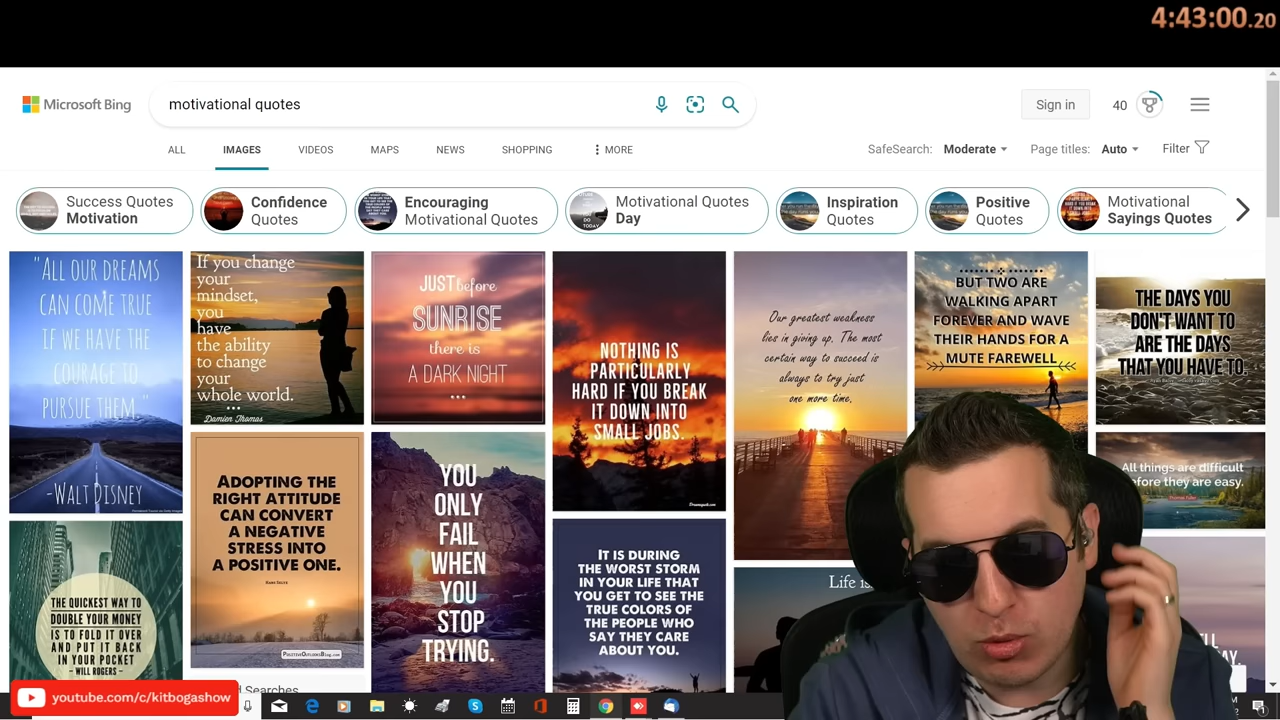 4:43:00.20
Microsoft Bing
motivational quotes
Sign in
40
ALL
IMAGES
VIDEOS
MAPS
NEWS
SHOPPING
MORE
SafeSearch: Moderate
Page titles: Auto
Filter
Success Quotes
Motivation
Confidence
Quotes
Encouraging
Motivational Quotes
Motivational Quotes
Day
Inspiration
Quotes
Positive
Quotes
Motivational
Sayings Quotes
"ALL OUR DREAMS
CAN COME TRUE
IF WE HAVE THE
COURAGE TO
PURSUE THEM."
-WALT DISNEY
If you change
your
mindset,
you
have
the ability
to change
your
whole world.
Damien Thomas
JUST before
SUNRISE
there is
A DARK NIGHT
NOTHING IS
PARTICULARLY
HARD IF YOU BREAK
IT DOWN INTO
SMALL JOBS.
Our greatest weakness
lies in giving up. The most
certain way to succeed is
always to try just
one more time.
BUT TWO ARE
WALKING APART
FOREVER AND WAVE
THEIR HANDS FOR A
MUTE FAREWELL
THE DAYS YOU
DON'T WANT TO
ARE THE DAYS
THAT YOU HAVE TO.
THE QUICKEST WAY TO
DOUBLE YOUR MONEY
IS TO FOLD IT OVER
AND PUT IT BACK
IN YOUR POCKET
- WILL ROGERS -
ADOPTING THE
RIGHT ATTITUDE
CAN CONVERT
A NEGATIVE
STRESS INTO
A POSITIVE ONE.
HANS SELYE
POSITIVEOUTLOOKSBLOG.COM
YOU
ONLY
FAIL
WHEN
YOU
STOP
TRYING.
IT IS DURING
THE WORST STORM
IN YOUR LIFE THAT
YOU GET TO SEE THE
TRUE COLORS OF
THE PEOPLE WHO
SAY THEY CARE
ABOUT YOU.
Life is
All things are difficult
before they are easy.
Searches
youtube.com/c/kitbogashow